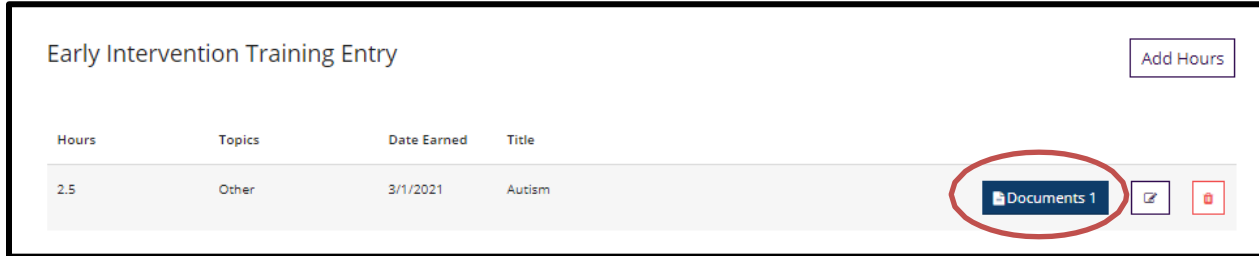 Early Intervention Training Entry
Add Hours
Hours Topics Date Earned Title
2.5 Other 3/1/2021 Autism Documents 1